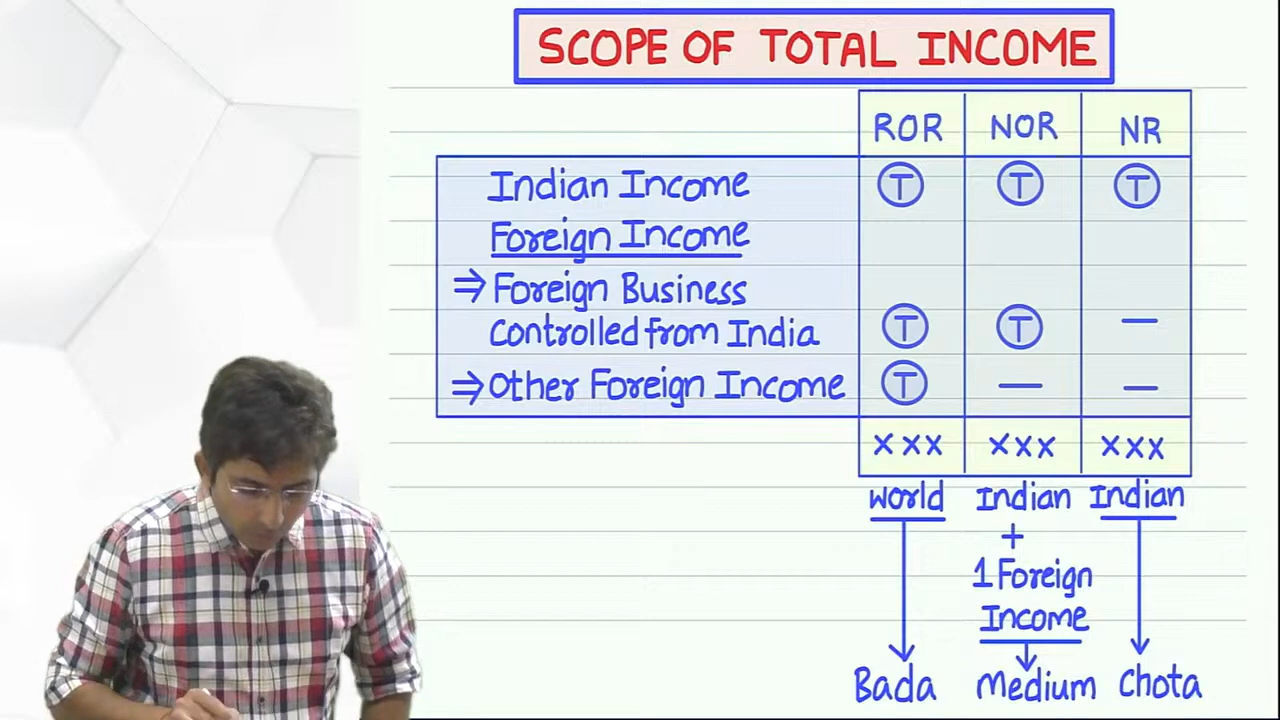 SCOPE OF TOTAL INCOME
ROR NOR NR
Indian Income T T T
Foreign Income
⇒ Foreign Business
Controlled from India T T —
⇒ Other Foreign Income T — —
xxx xxx xxx
World Indian Indian
+
1 Foreign
Income
Bada Medium Chota